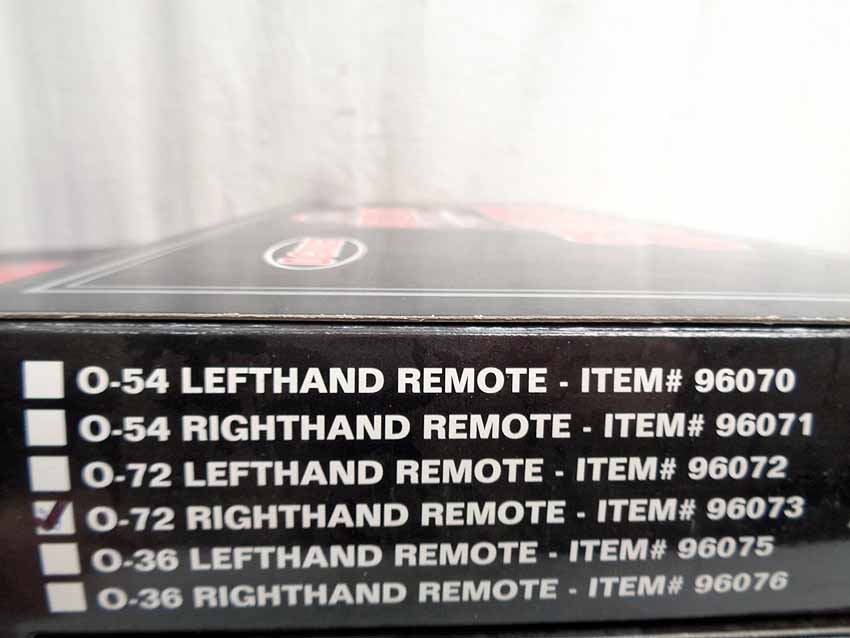 O-54 LEFTHAND REMOTE - ITEM# 96070
O-54 RIGHTHAND REMOTE - ITEM# 96071
O-72 LEFTHAND REMOTE - ITEM# 96072
O-72 RIGHTHAND REMOTE - ITEM# 96073
O-36 LEFTHAND REMOTE - ITEM# 96075
O-36 RIGHTHAND REMOTE - ITEM# 96076